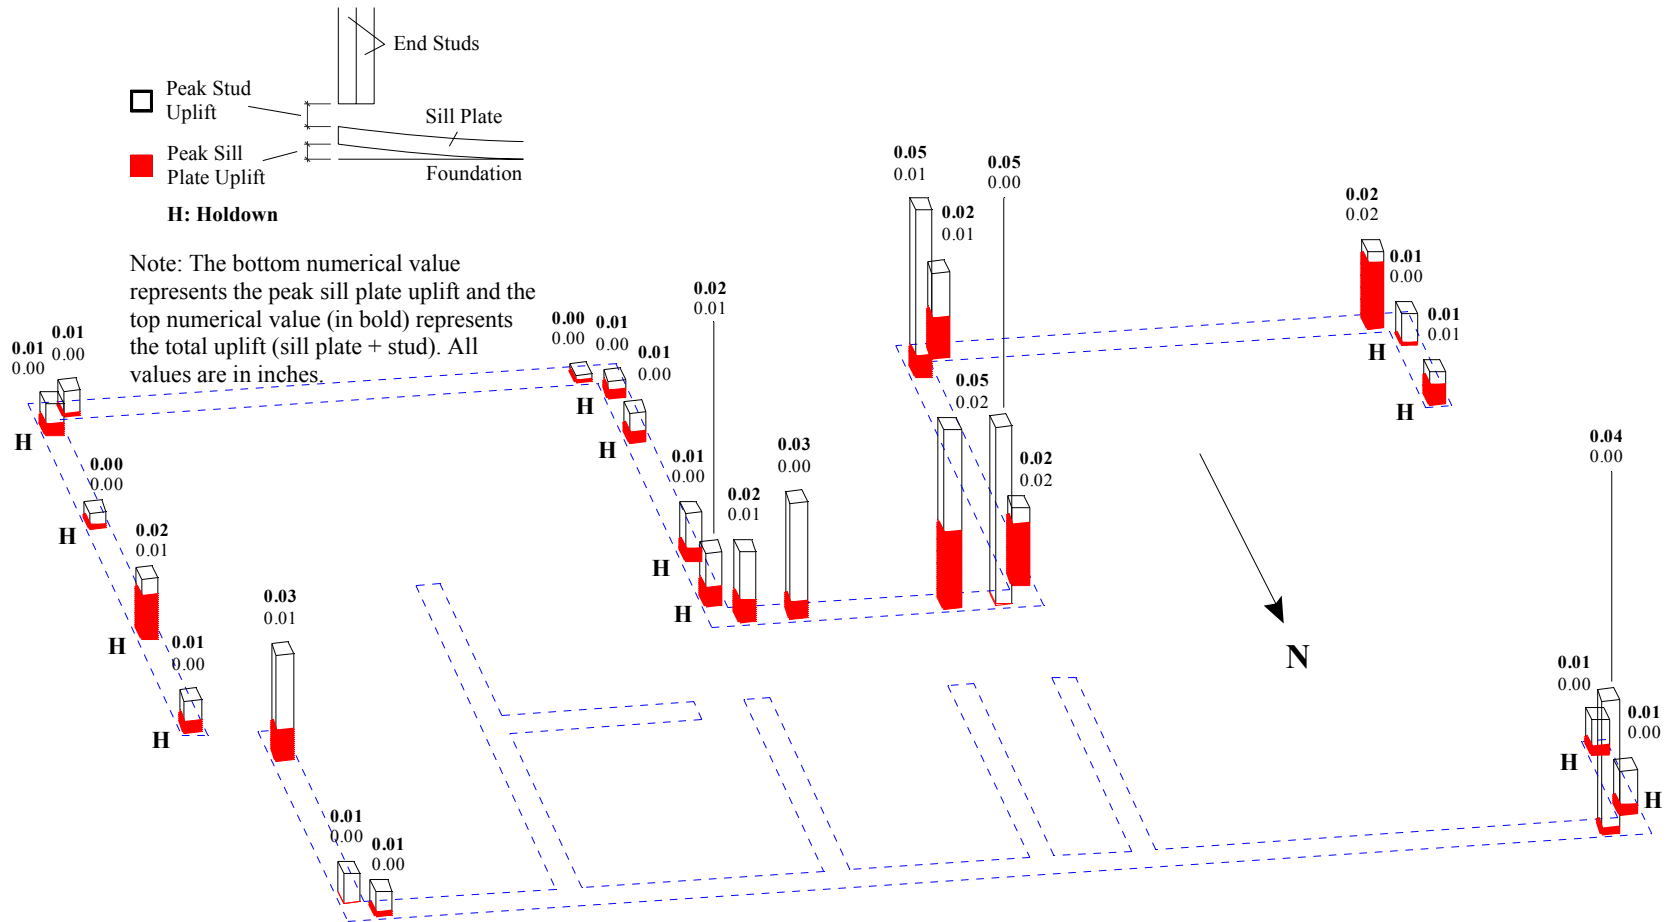 End Studs
Peak Stud
Uplift
Sill Plate
Peak Sill
Plate Uplift
Foundation
H: Holdown
Note: The bottom numerical value
represents the peak sill plate uplift and the
top numerical value (in bold) represents
the total uplift (sill plate + stud). All
values are in inches.
0.05
0.01
0.05
0.00
0.02
0.01
0.02
0.02
0.01
0.00
0.01
0.01
H
H
0.02
0.01
0.00
0.00
0.01
0.00
0.01
0.00
H
H
0.01
0.00
0.01
0.00
H
0.00
0.00
H
0.02
0.01
H
0.01
0.00
H
0.03
0.01
0.01
0.00
0.02
0.01
0.03
0.00
H
H
0.05
0.02
0.02
0.02
0.04
0.00
N
0.01
0.00
0.01
0.00
H
H
0.01
0.00
0.01
0.00